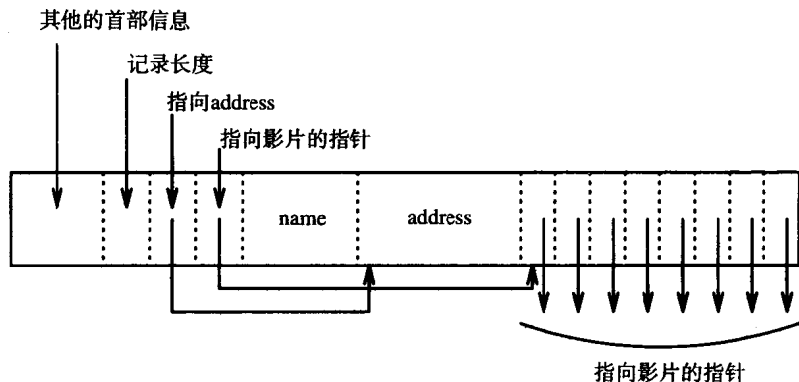 其他的首部信息
记录长度
指向address
指向影片的指针
name
address
指向影片的指针